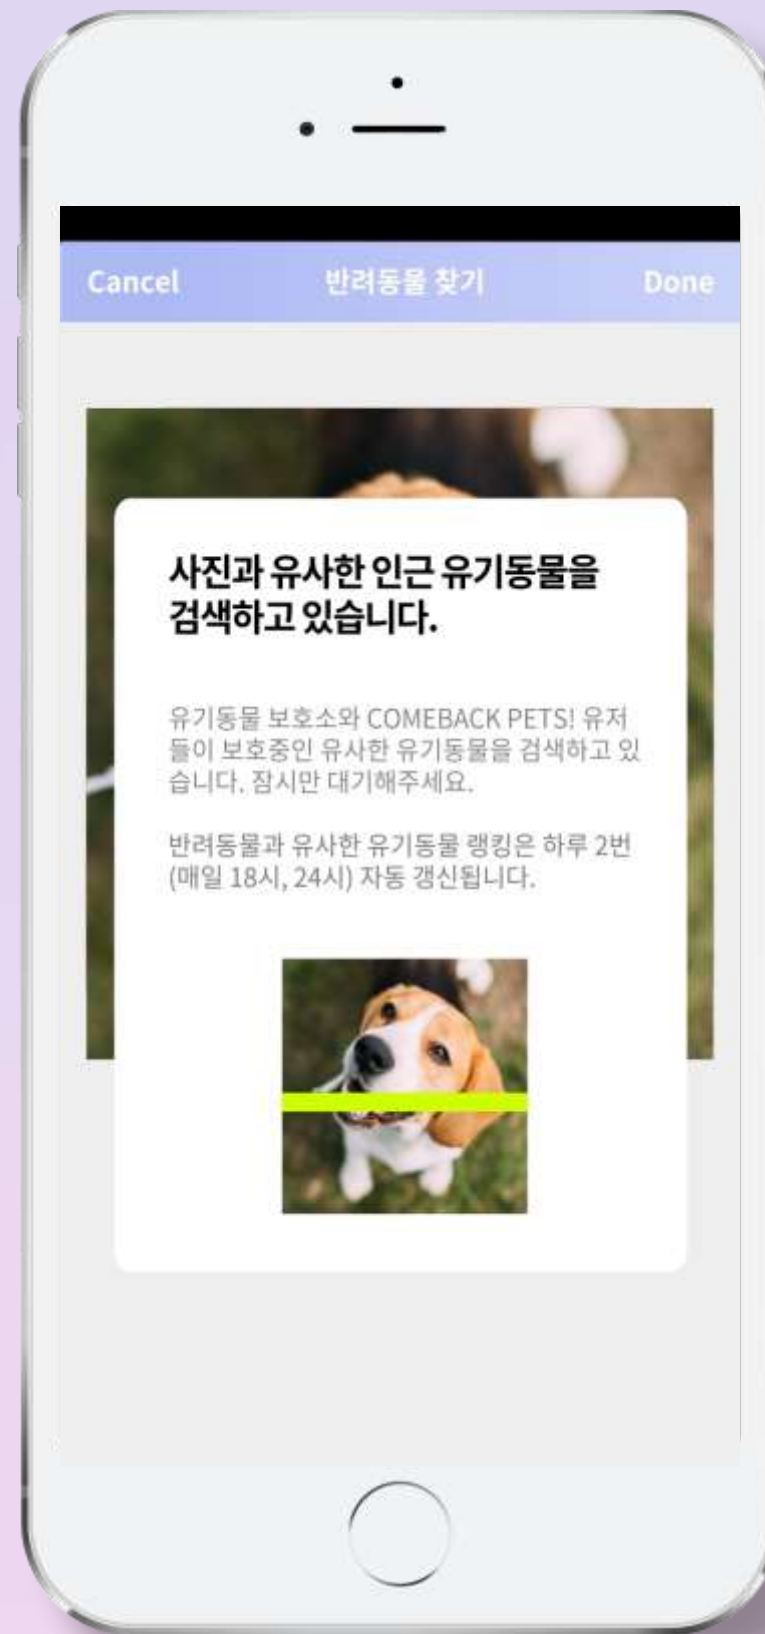 Cancel 반려동물 찾기 Done
사진과 유사한 인근 유기동물을
검색하고 있습니다.
유기동물 보호소와 COMEBACK PETS! 유저
들이 보호중인 유사한 유기동물을 검색하고 있
습니다. 잠시만 대기해주세요.
반려동물과 유사한 유기동물 랭킹은 하루 2번
(매일 18시, 24시) 자동 갱신됩니다.